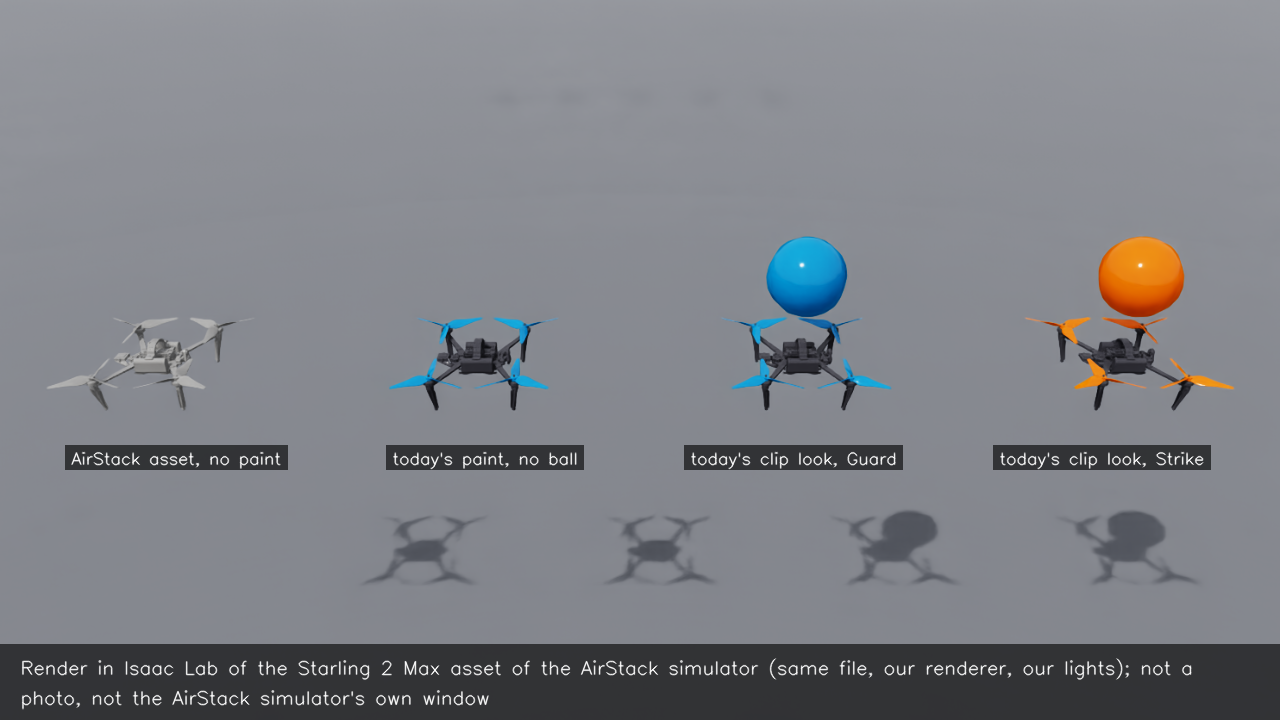 AirStack asset, no paint
today's paint, no ball
today's clip look, Guard
today's clip look, Strike
Render in Isaac Lab of the Starling 2 Max asset of the AirStack simulator (same file, our renderer, our lights); not a
photo, not the AirStack simulator's own window